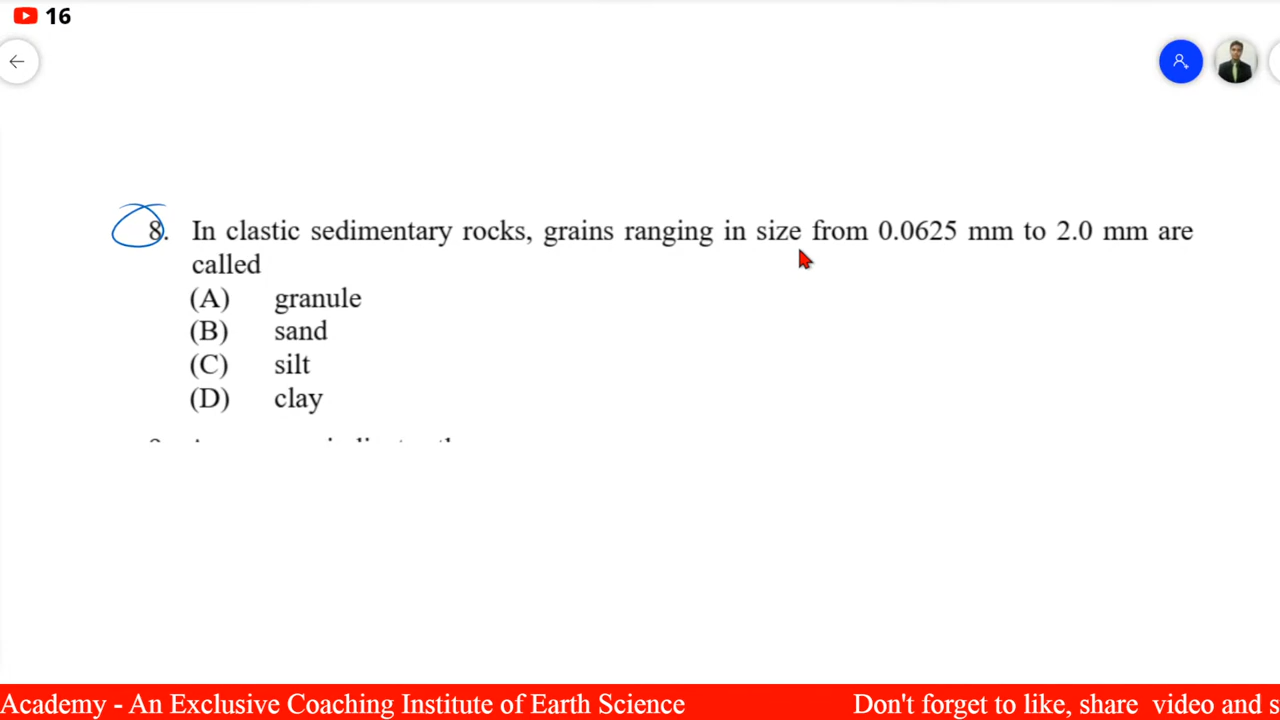 16
8. In clastic sedimentary rocks, grains ranging in size from 0.0625 mm to 2.0 mm are
called
(A) granule
(B) sand
(C) silt
(D) clay
Academy - An Exclusive Coaching Institute of Earth Science Don't forget to like, share video and s